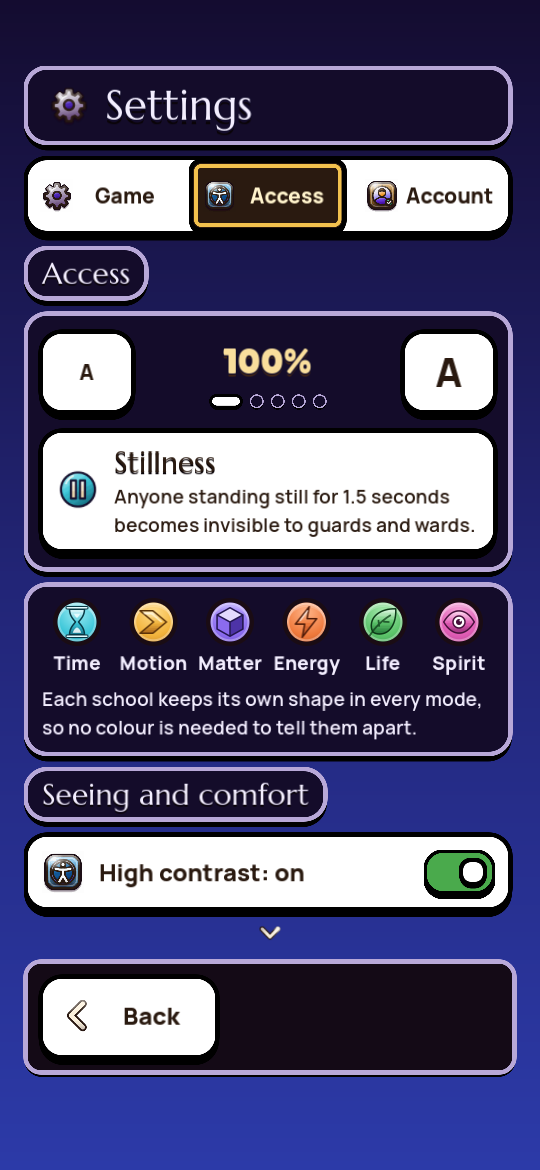 Settings
Game
Access
Account
Access
A
100%
A
Stillness
Anyone standing still for 1.5 seconds
becomes invisible to guards and wards.
Time
Motion
Matter
Energy
Life
Spirit
Each school keeps its own shape in every mode,
so no colour is needed to tell them apart.
Seeing and comfort
High contrast: on
Back